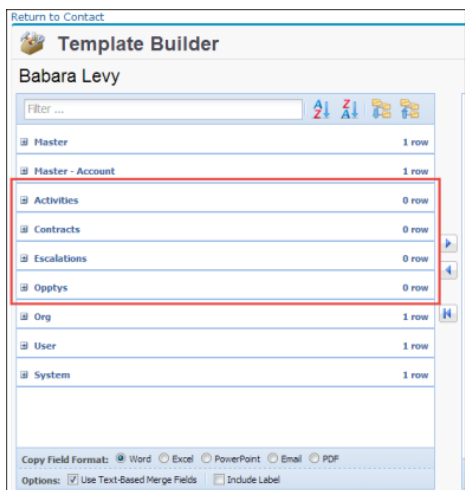 Return to Contact
Template Builder
Babara Levy
Filter ...
Master 1 row
Master - Account 1 row
Activities 0 row
Contracts 0 row
Escalations 0 row
Opptys 0 row
Org 1 row
User 1 row
System 1 row
Copy Field Format: Word Excel PowerPoint Email PDF
Options: Use Text-Based Merge Fields Include Label